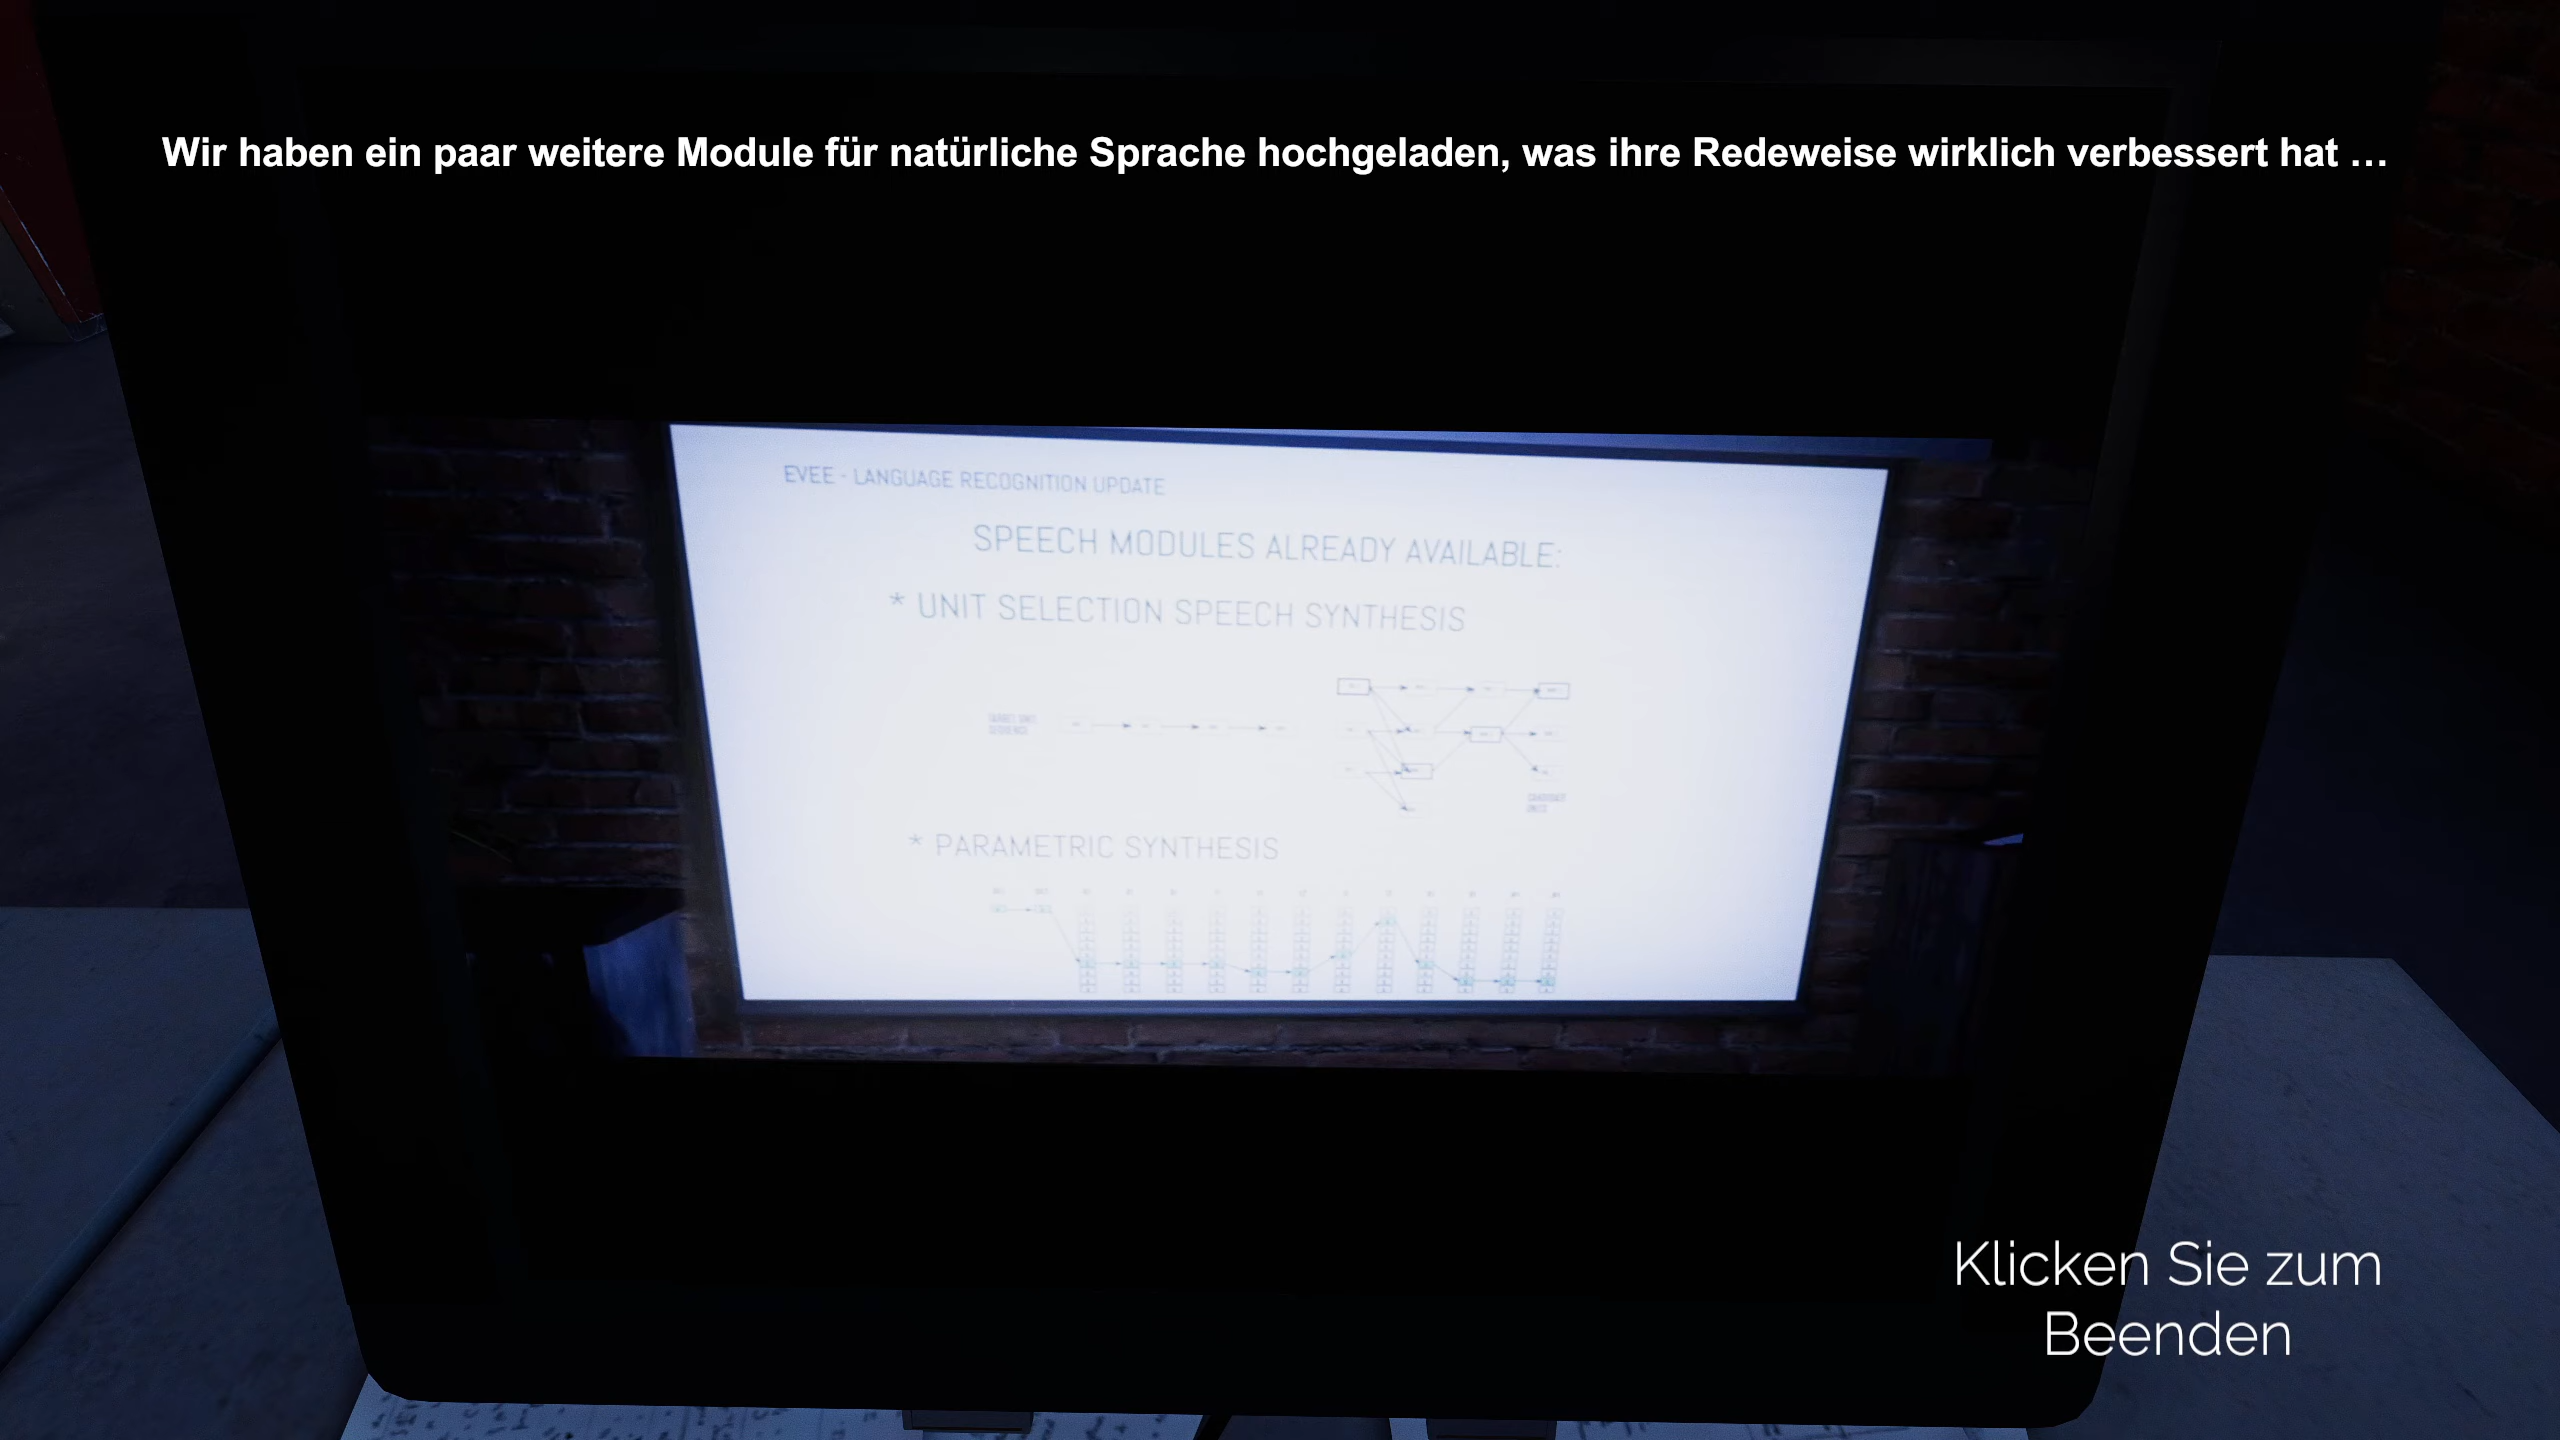 Wir haben ein paar weitere Module für natürliche Sprache hochgeladen, was ihre Redeweise wirklich verbessert hat …
EVEE - LANGUAGE RECOGNITION UPDATE
SPEECH MODULES ALREADY AVAILABLE:
* UNIT SELECTION SPEECH SYNTHESIS
* PARAMETRIC SYNTHESIS
Klicken Sie zum
Beenden